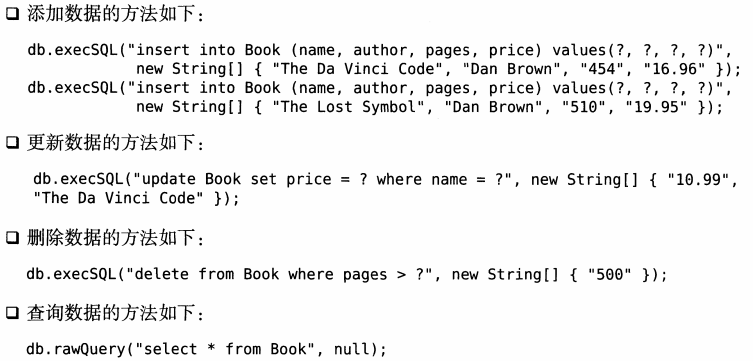 ❑ 添加数据的方法如下：
db.execSQL("insert into Book (name, author, pages, price) values(?, ?, ?, ?)",
new String[] { "The Da Vinci Code", "Dan Brown", "454", "16.96" });
db.execSQL("insert into Book (name, author, pages, price) values(?, ?, ?, ?)",
new String[] { "The Lost Symbol", "Dan Brown", "510", "19.95" });
❑ 更新数据的方法如下：
db.execSQL("update Book set price = ? where name = ?", new String[] { "10.99",
"The Da Vinci Code" });
❑ 删除数据的方法如下：
db.execSQL("delete from Book where pages > ?", new String[] { "500" });
❑ 查询数据的方法如下：
db.rawQuery("select * from Book", null);